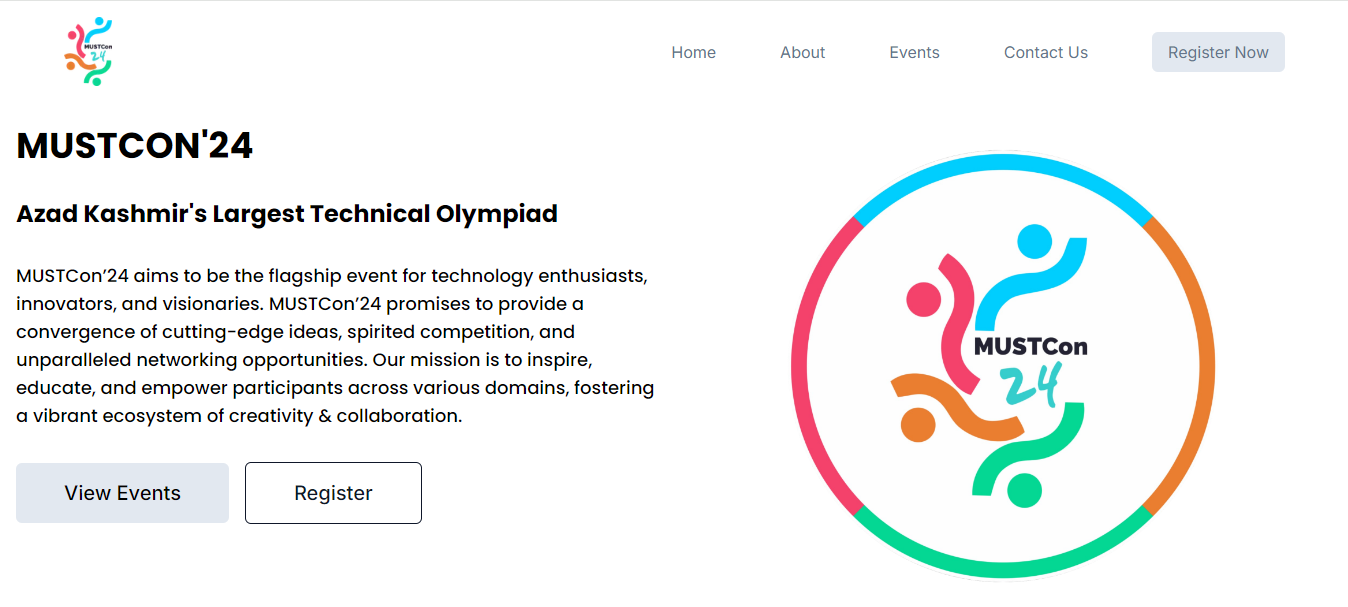 MUSTCon
24
Home
About
Events
Contact Us
Register Now
MUSTCON'24
Azad Kashmir's Largest Technical Olympiad
MUSTCon’24 aims to be the flagship event for technology enthusiasts,
innovators, and visionaries. MUSTCon’24 promises to provide a
convergence of cutting-edge ideas, spirited competition, and
unparalleled networking opportunities. Our mission is to inspire,
educate, and empower participants across various domains, fostering
a vibrant ecosystem of creativity & collaboration.
View Events
Register
MUSTCon
24